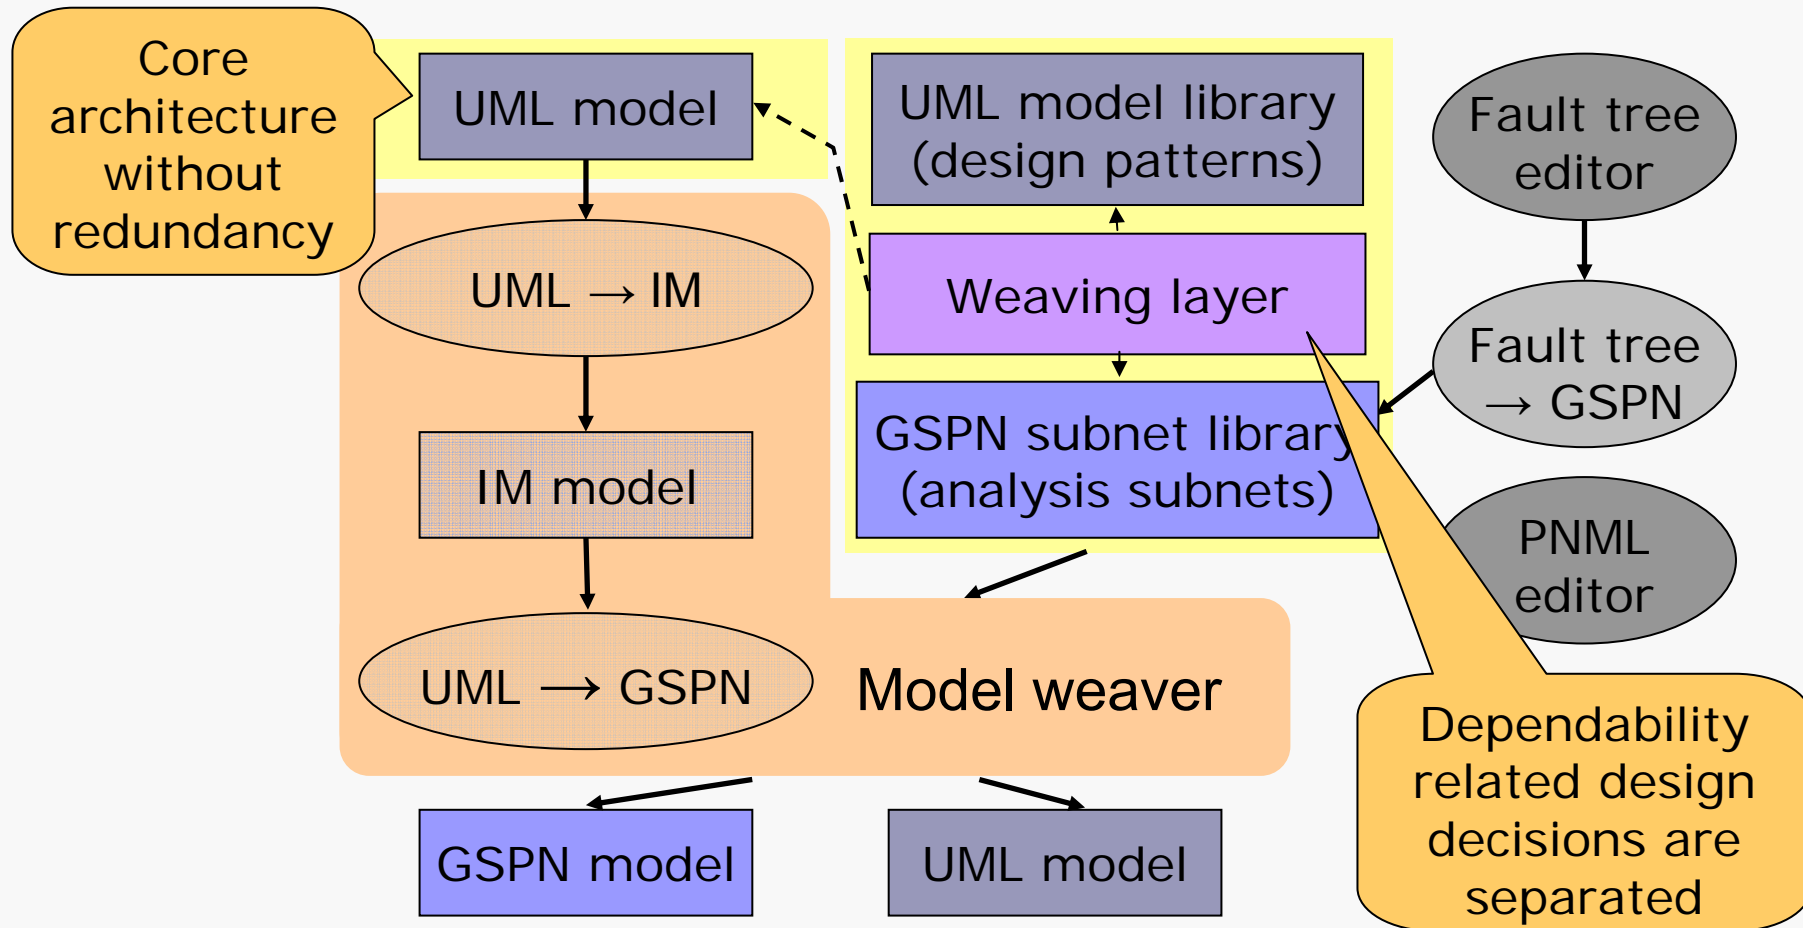 Core
architecture
without
redundancy
UML model
UML model library
(design patterns)
Fault tree
editor
UML → IM
Weaving layer
Fault tree
→ GSPN
IM model
GSPN subnet library
(analysis subnets)
PNML
editor
UML → GSPN
Model weaver
Dependability
related design
decisions are
separated
GSPN model
UML model